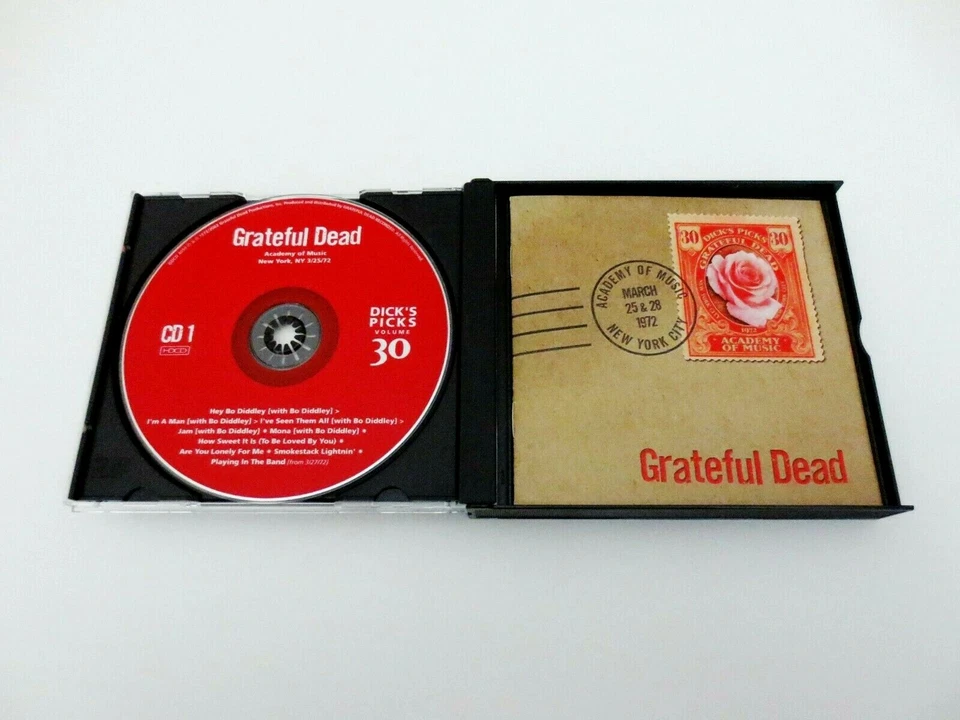 Grateful Dead
Academy of Music
New York, NY 3/25/72
DICK'S
PICKS
VOLUME
30
CD 1
HDCD
Hey Bo Diddley [with Bo Diddley] >
I'm A Man [with Bo Diddley] > I've Seen Them All [with Bo Diddley] >
Jam [with Bo Diddley] * Mona [with Bo Diddley] *
How Sweet It Is (To Be Loved By You) *
Are You Lonely For Me * Smokestack Lightnin' *
Playing In The Band (from 3/27/72)
ACADEMY OF MUSIC
MARCH
25 & 28
1972
NEW YORK CITY
30 DICK'S PICKS 30
GRATEFUL DEAD
1972
ACADEMY
OF MUSIC
Grateful Dead